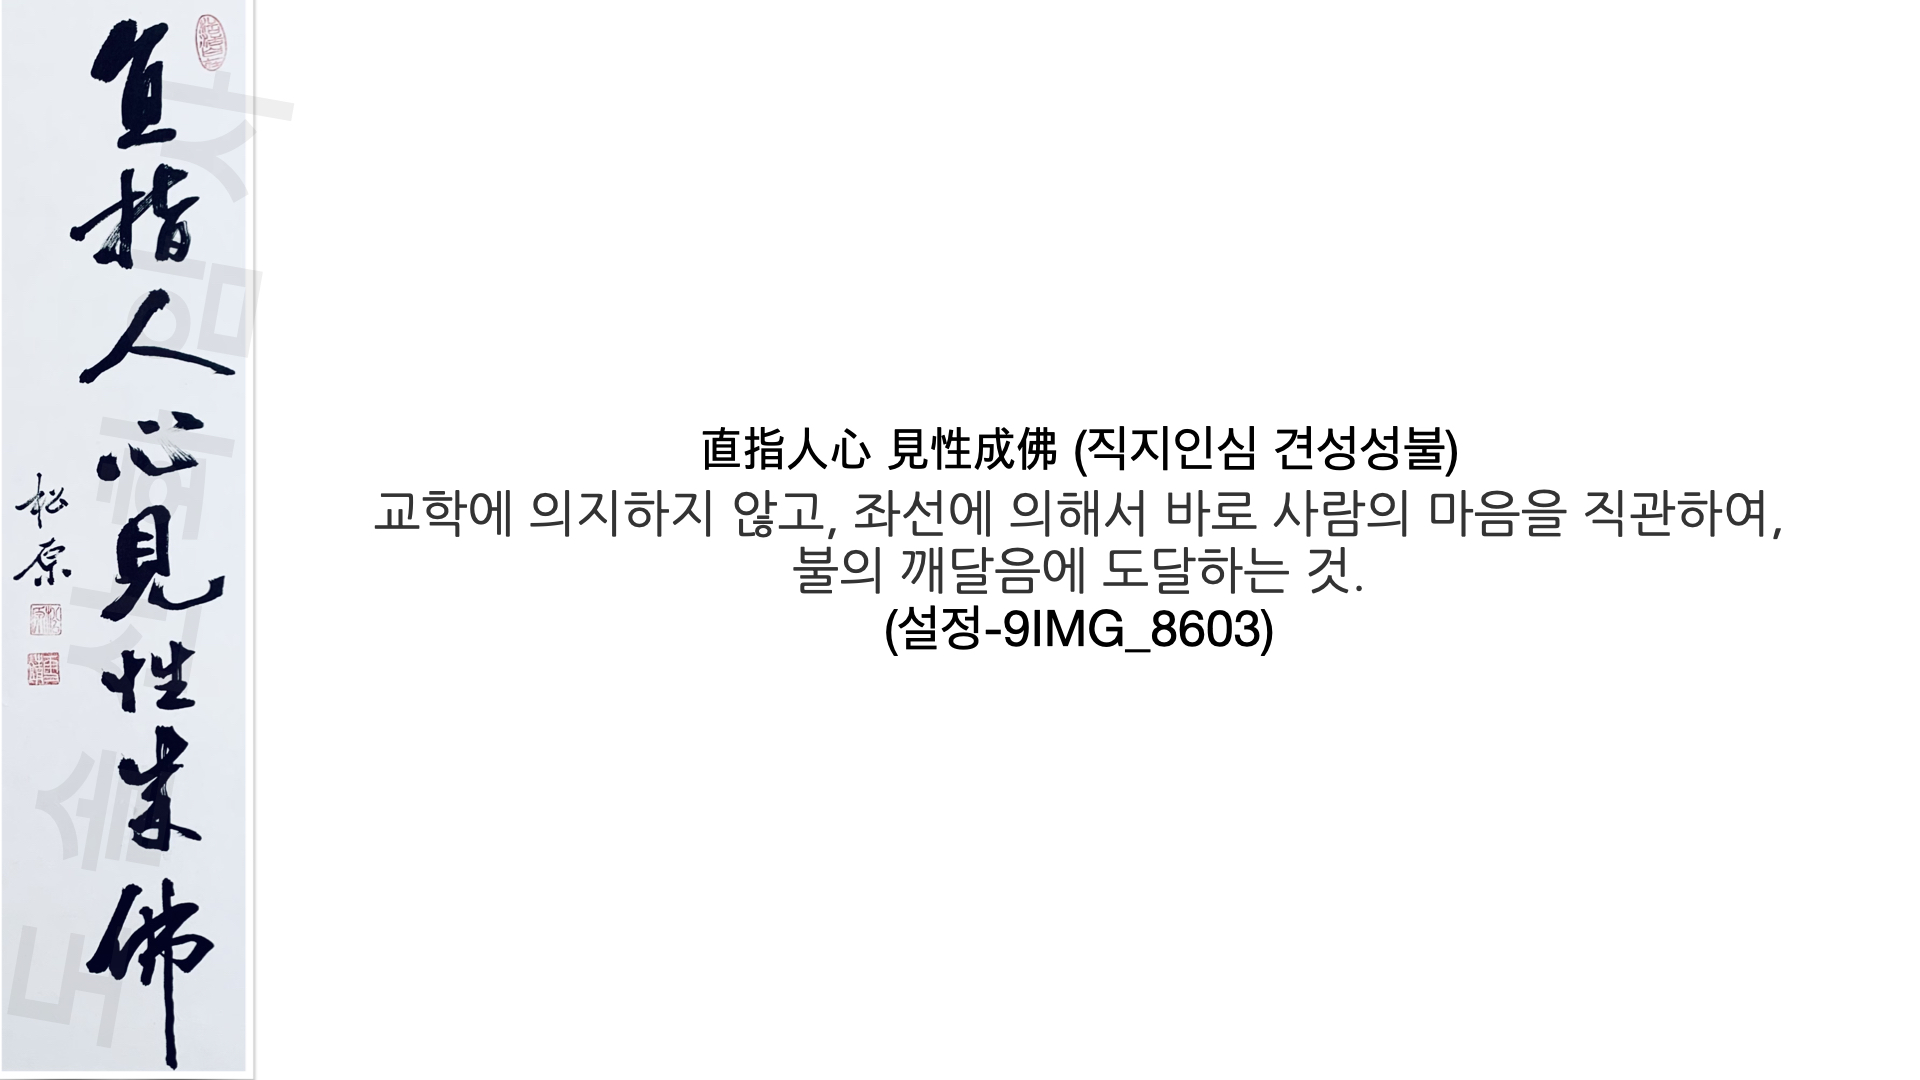 直指人心見性成佛
松原
直指人心 見性成佛 (직지인심 견성성불)
교학에 의지하지 않고, 좌선에 의해서 바로 사람의 마음을 직관하여,
불의 깨달음에 도달하는 것.
(설정-9IMG_8603)